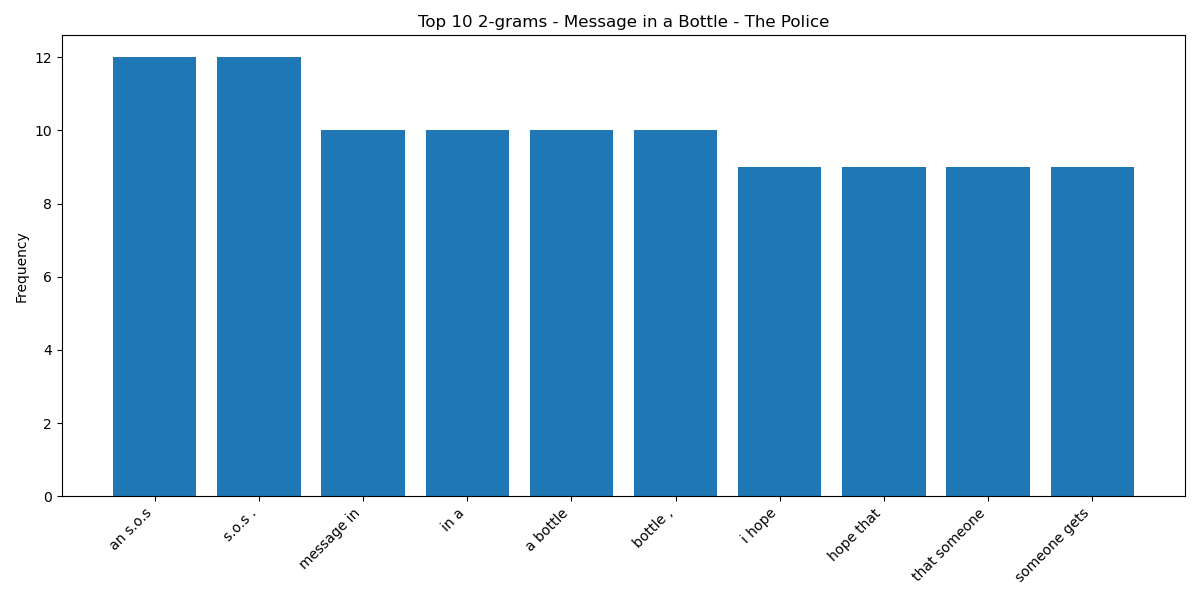 Top 10 2-grams - Message in a Bottle - The Police
Frequency
12
10
8
6
4
2
0
an s.o.s
s.o.s .
message in
in a
a bottle
bottle ,
i hope
hope that
that someone
someone gets